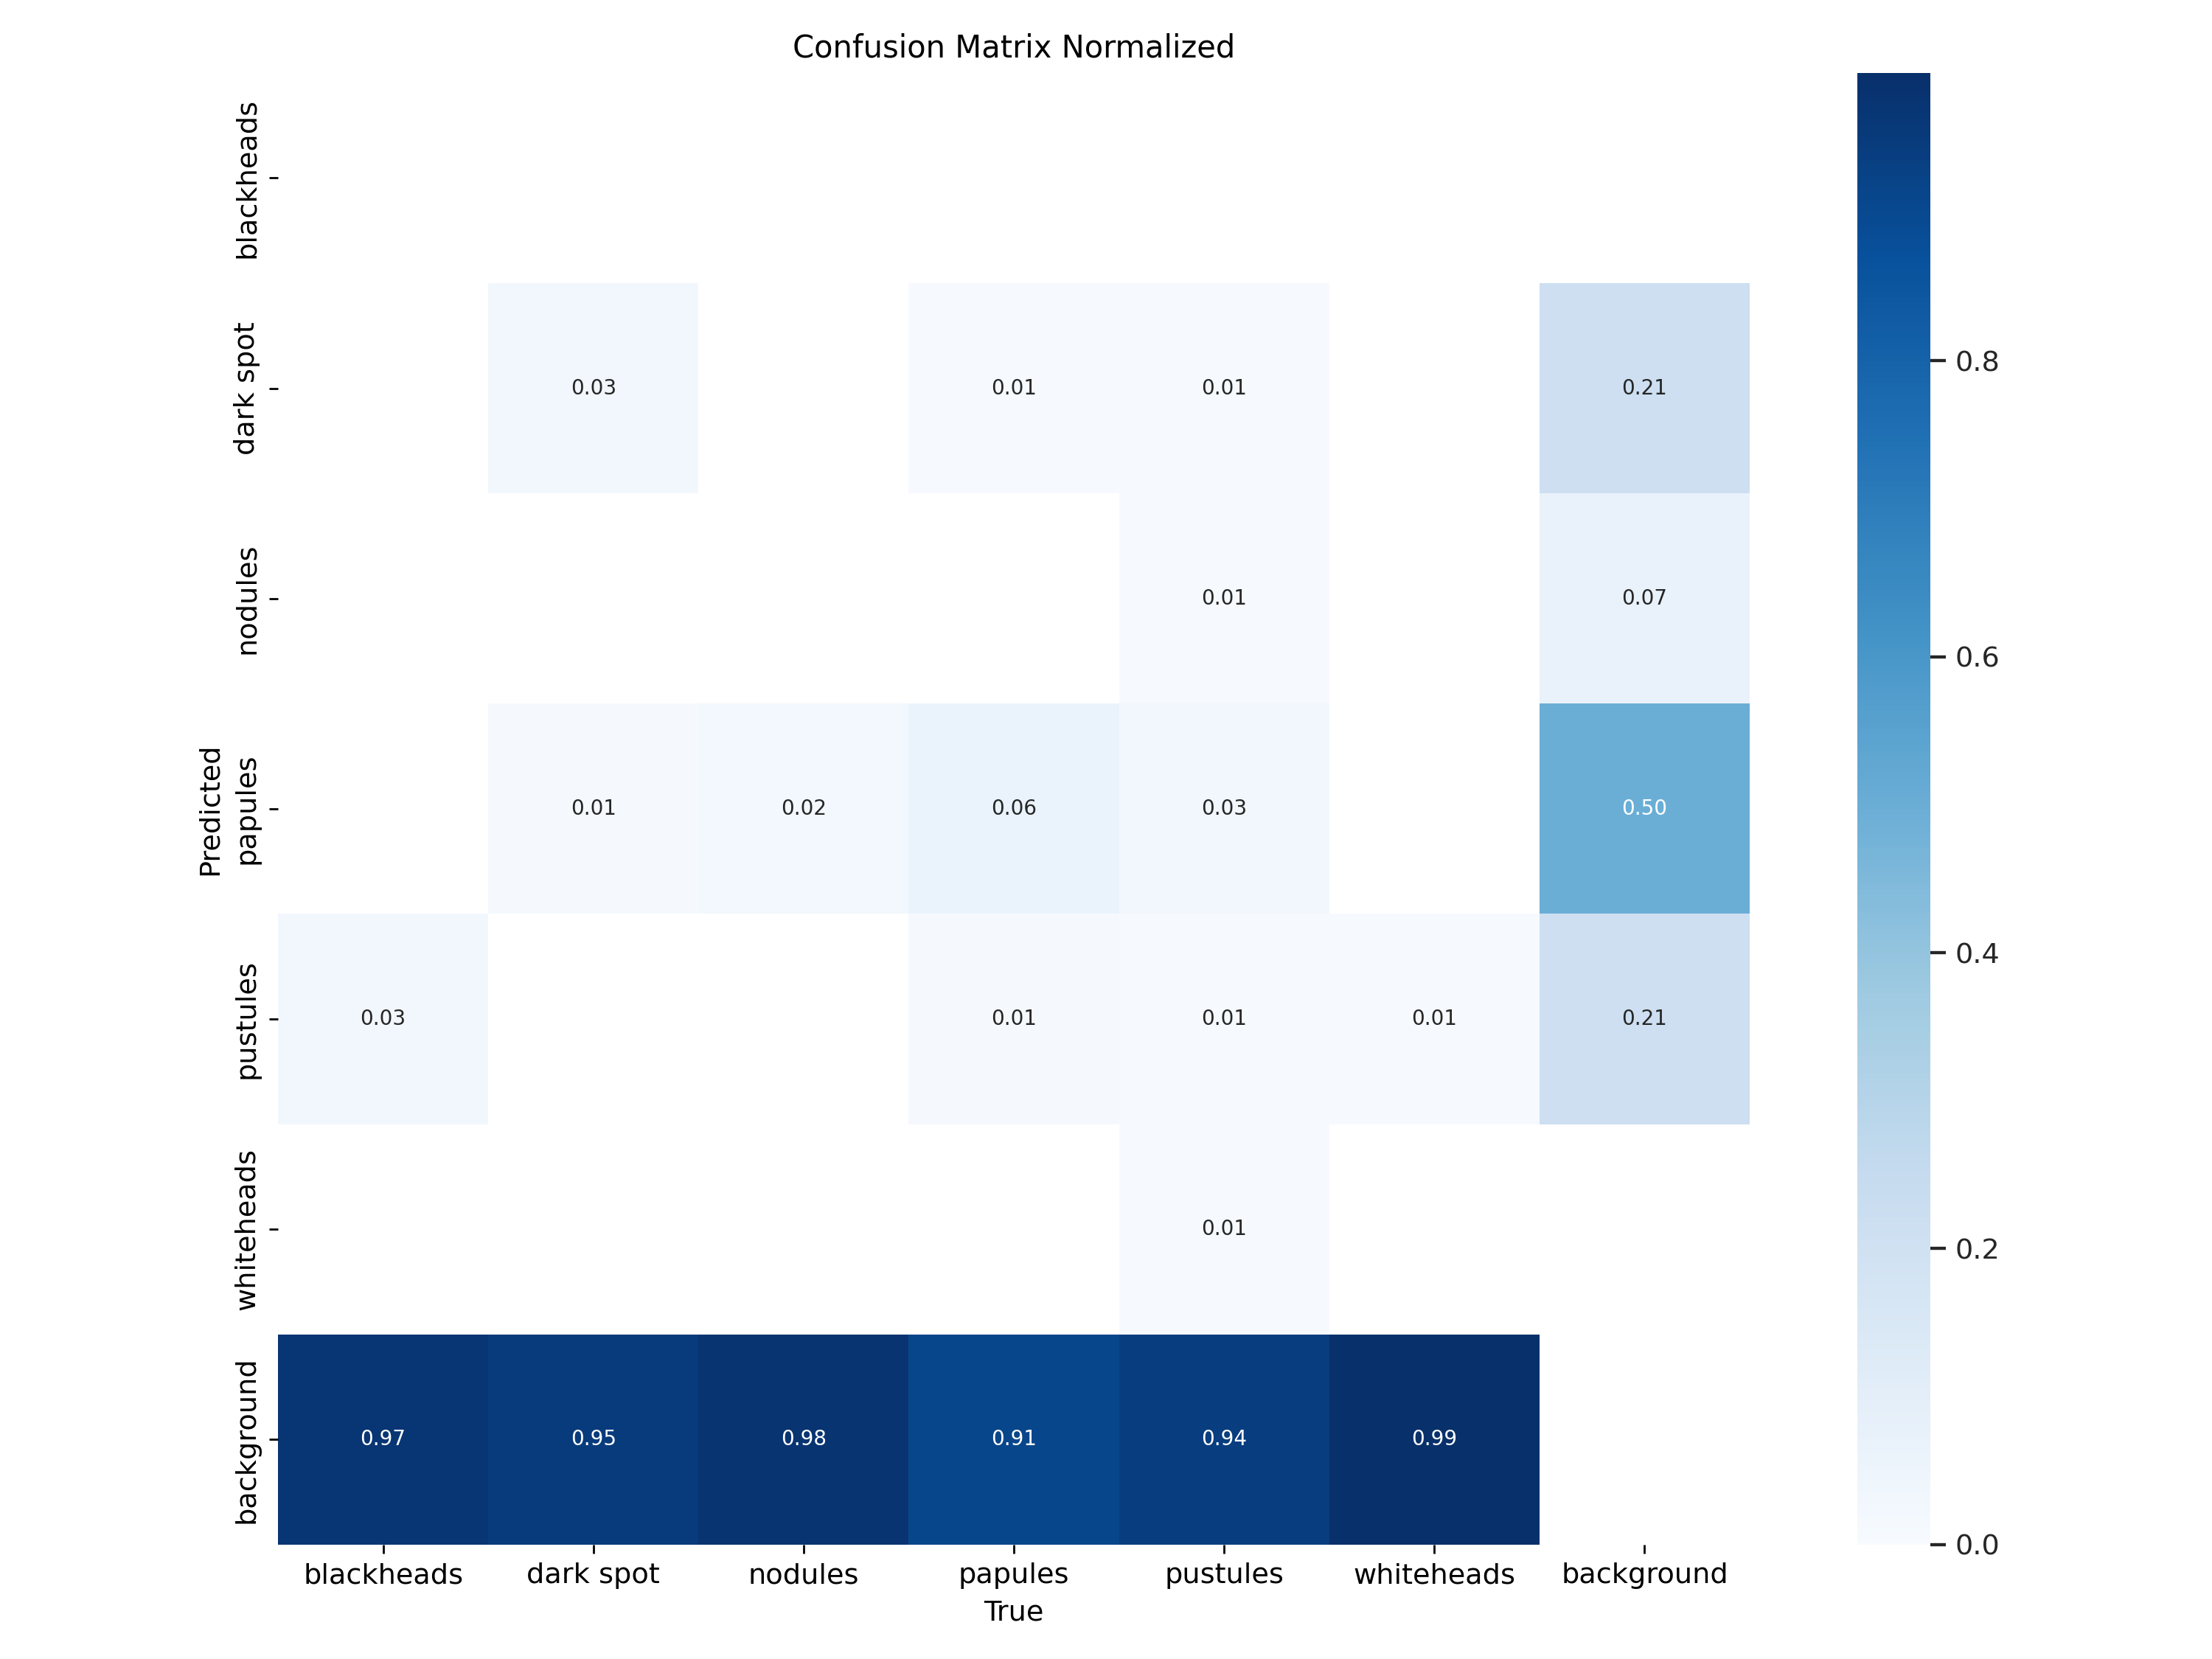 Confusion Matrix Normalized
blackheads
dark spot 0.03 0.01 0.01 0.21
nodules 0.01 0.07
papules 0.01 0.02 0.06 0.03 0.50
pustules 0.03 0.01 0.01 0.01 0.21
whiteheads 0.01
background 0.97 0.95 0.98 0.91 0.94 0.99
Predicted
blackheads dark spot nodules papules pustules whiteheads background
True
0.8
0.6
0.4
0.2
0.0